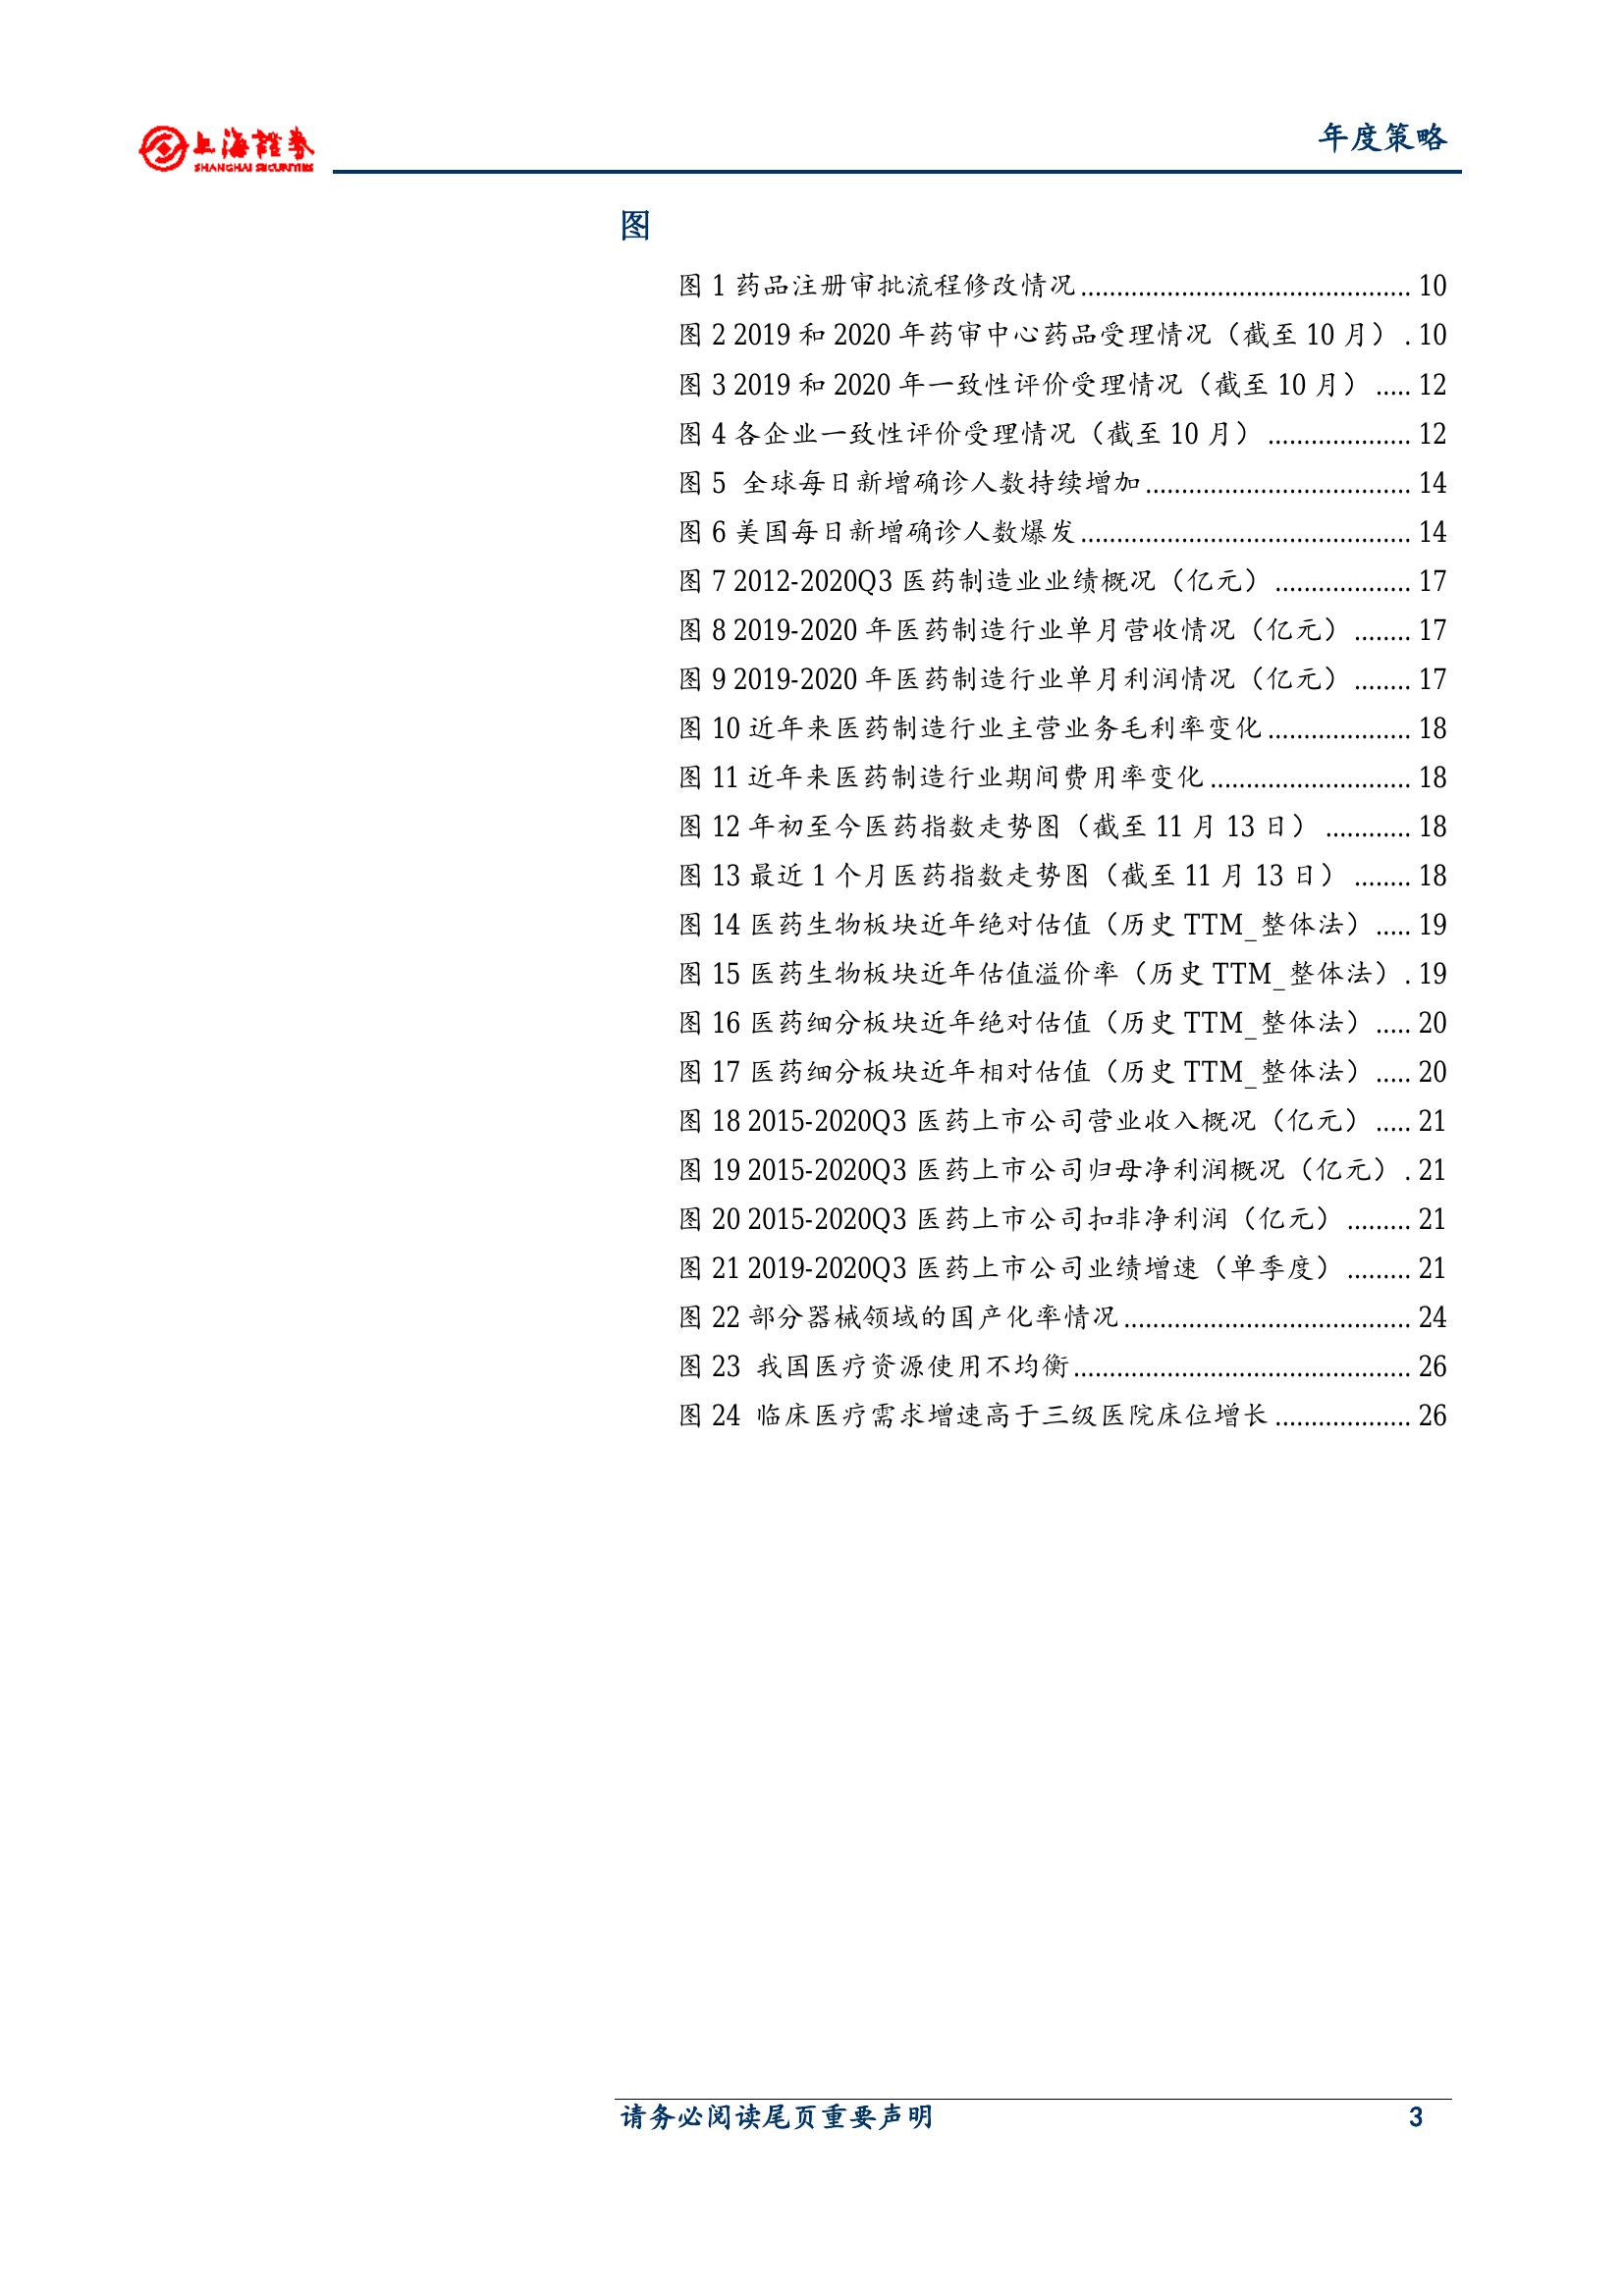 上海證券
SHANGHAI SECURITIES
年度策略
图
图 1 药品注册审批流程修改情况.............................................. 10
图 2 2019 和 2020 年药审中心药品受理情况（截至 10 月） . 10
图 3 2019 和 2020 年一致性评价受理情况（截至 10 月） ..... 12
图 4 各企业一致性评价受理情况（截至 10 月） .................... 12
图 5 全球每日新增确诊人数持续增加..................................... 14
图 6 美国每日新增确诊人数爆发.............................................. 14
图 7 2012-2020Q3 医药制造业业绩概况（亿元） ................... 17
图 8 2019-2020 年医药制造行业单月营收情况（亿元） ........ 17
图 9 2019-2020 年医药制造行业单月利润情况（亿元） ........ 17
图 10 近年来医药制造行业主营业务毛利率变化.................... 18
图 11 近年来医药制造行业期间费用率变化............................ 18
图 12 年初至今医药指数走势图（截至 11 月 13 日） ............ 18
图 13 最近 1 个月医药指数走势图（截至 11 月 13 日） ........ 18
图 14 医药生物板块近年绝对估值（历史 TTM_整体法） ..... 19
图 15 医药生物板块近年估值溢价率（历史 TTM_整体法） . 19
图 16 医药细分板块近年绝对估值（历史 TTM_整体法） ..... 20
图 17 医药细分板块近年相对估值（历史 TTM_整体法） ..... 20
图 18 2015-2020Q3 医药上市公司营业收入概况（亿元） ..... 21
图 19 2015-2020Q3 医药上市公司归母净利润概况（亿元） . 21
图 20 2015-2020Q3 医药上市公司扣非净利润（亿元） ......... 21
图 21 2019-2020Q3 医药上市公司业绩增速（单季度） ......... 21
图 22 部分器械领域的国产化率情况........................................ 24
图 23 我国医疗资源使用不均衡............................................... 26
图 24 临床医疗需求增速高于三级医院床位增长................... 26
请务必阅读尾页重要声明 3